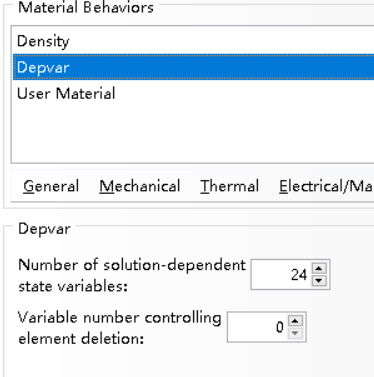 Material Behaviors
Density
Depvar
User Material
General Mechanical Thermal Electrical/Ma
Depvar
Number of solution-dependent
state variables:
24
Variable number controlling
element deletion:
0